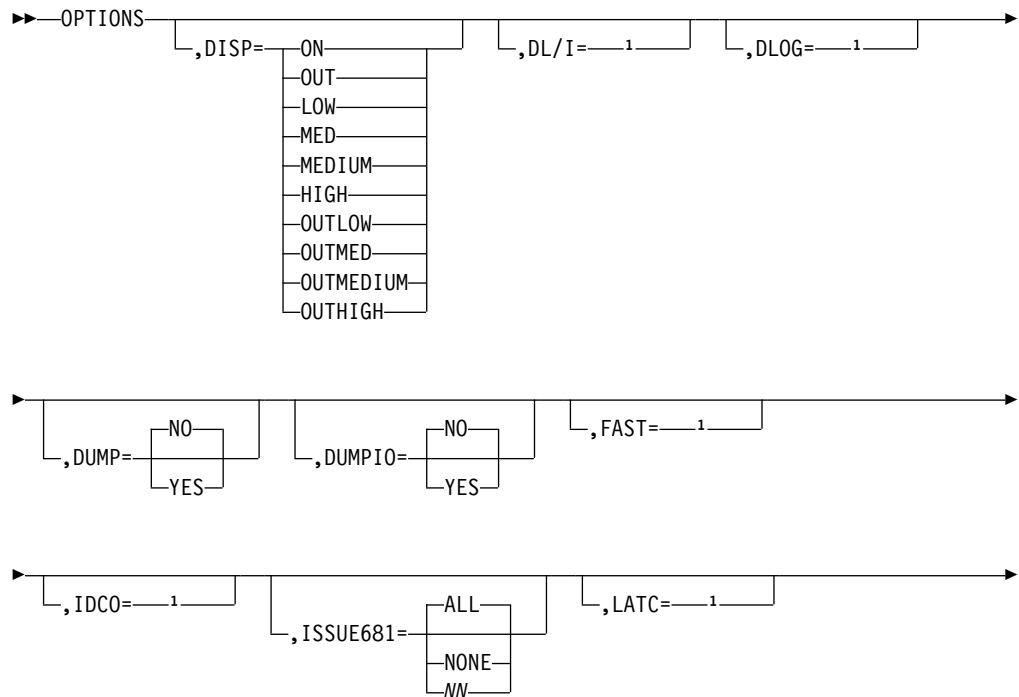 OPTIONS
,DISP= ON ,DL/I= 1 ,DLOG= 1
OUT
LOW
MED
MEDIUM
HIGH
OUTLOW
OUTMED
OUTMEDIUM
OUTHIGH
NO NO ,FAST= 1
,DUMP= ,DUMPIO=
YES YES
,IDCO= 1 ALL ,LATC= 1
,ISSUE681=
NONE
NN